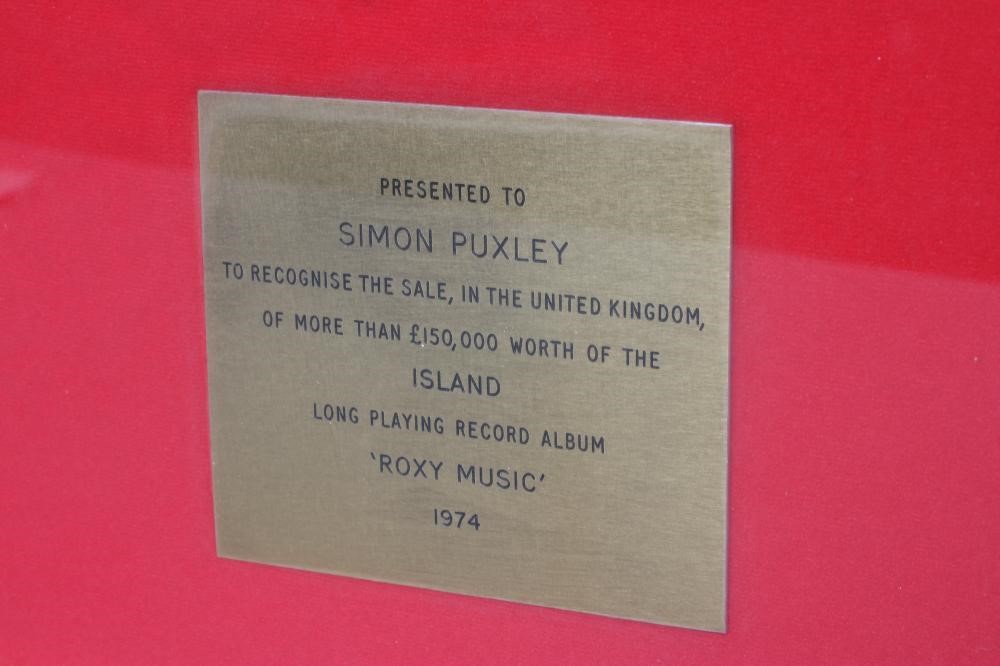 PRESENTED TO
SIMON PUXLEY
TO RECOGNISE THE SALE, IN THE UNITED KINGDOM,
OF MORE THAN £150,000 WORTH OF THE
ISLAND
LONG PLAYING RECORD ALBUM
'ROXY MUSIC'
1974